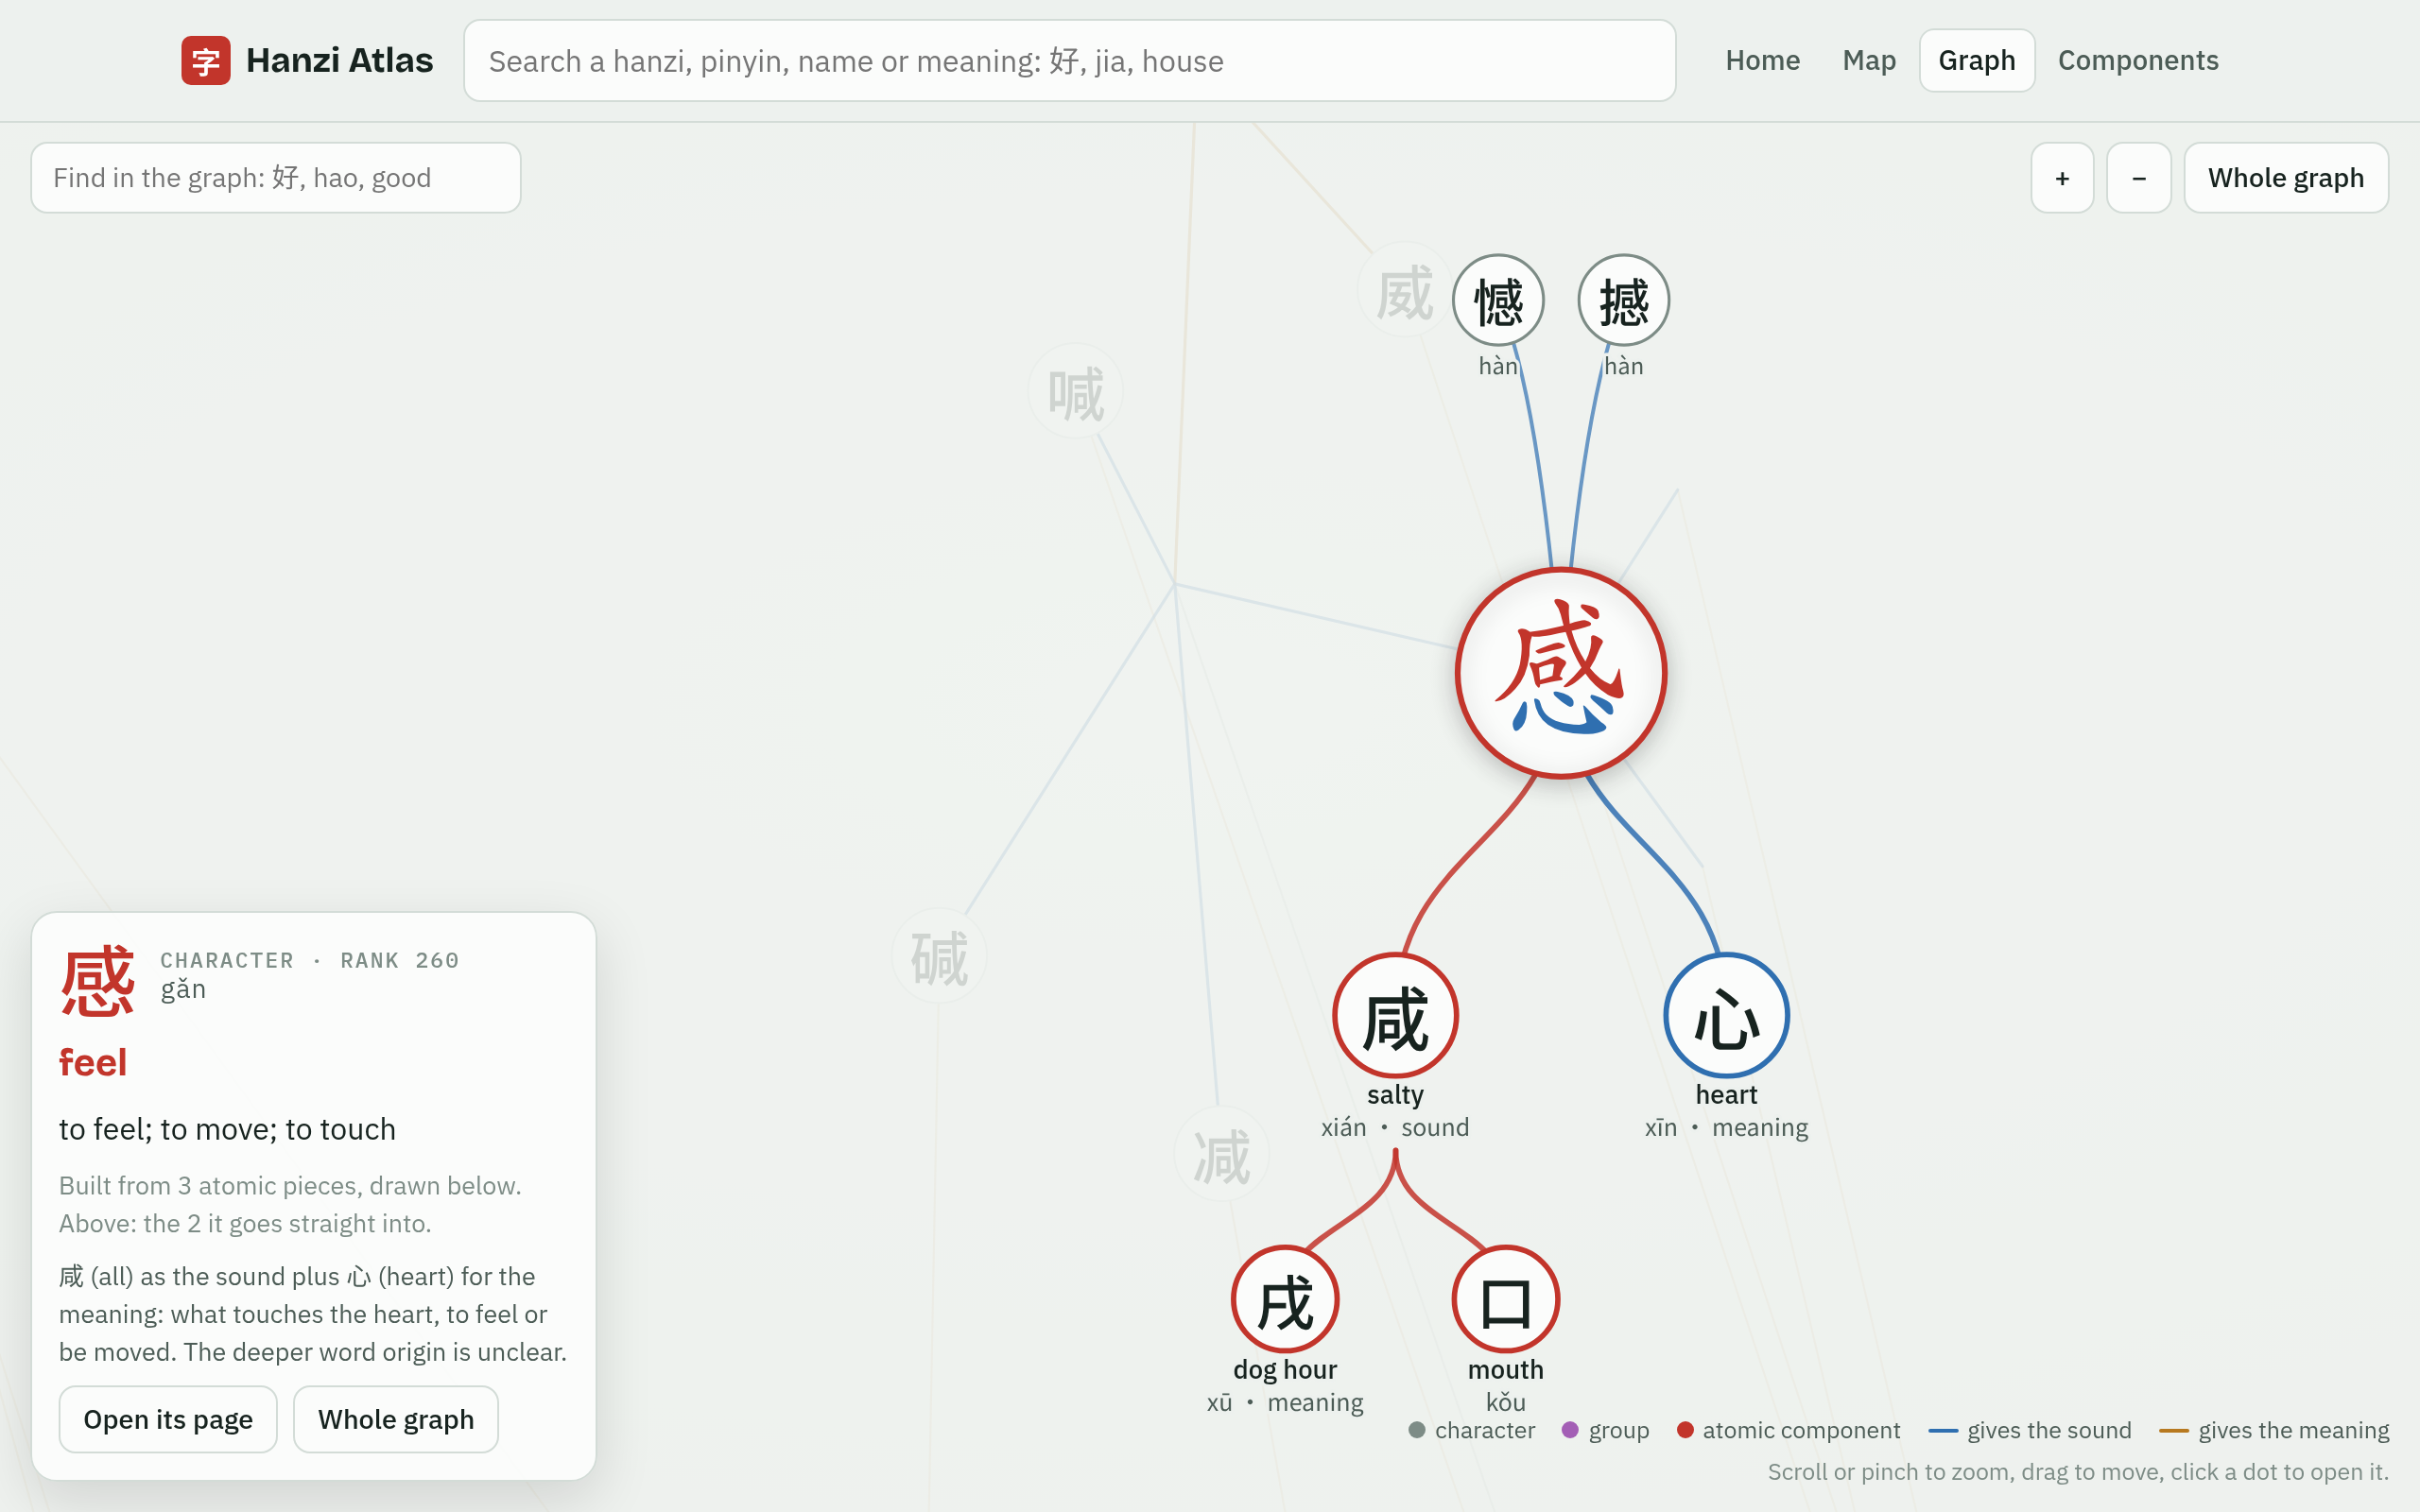 字 Hanzi Atlas
Search a hanzi, pinyin, name or meaning: 好, jia, house
Home Map Graph Components
Find in the graph: 好, hao, good
+ − Whole graph
威 憾 撼
hàn hàn
喊
感
碱
咸 心
salty heart
xián • sound xīn • meaning
减
戌 口
dog hour mouth
xū • meaning kǒu
感 CHARACTER · RANK 260
gǎn
feel
to feel; to move; to touch
Built from 3 atomic pieces, drawn below.
Above: the 2 it goes straight into.
咸 (all) as the sound plus 心 (heart) for the
meaning: what touches the heart, to feel or
be moved. The deeper word origin is unclear.
Open its page Whole graph
character group atomic component gives the sound gives the meaning
Scroll or pinch to zoom, drag to move, click a dot to open it.